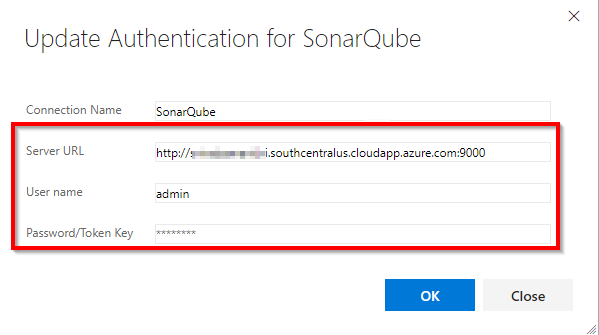 Update Authentication for SonarQube
Connection Name SonarQube
Server URL http:// i.southcentralus.cloudapp.azure.com:9000
User name admin
Password/Token Key ********
OK Close